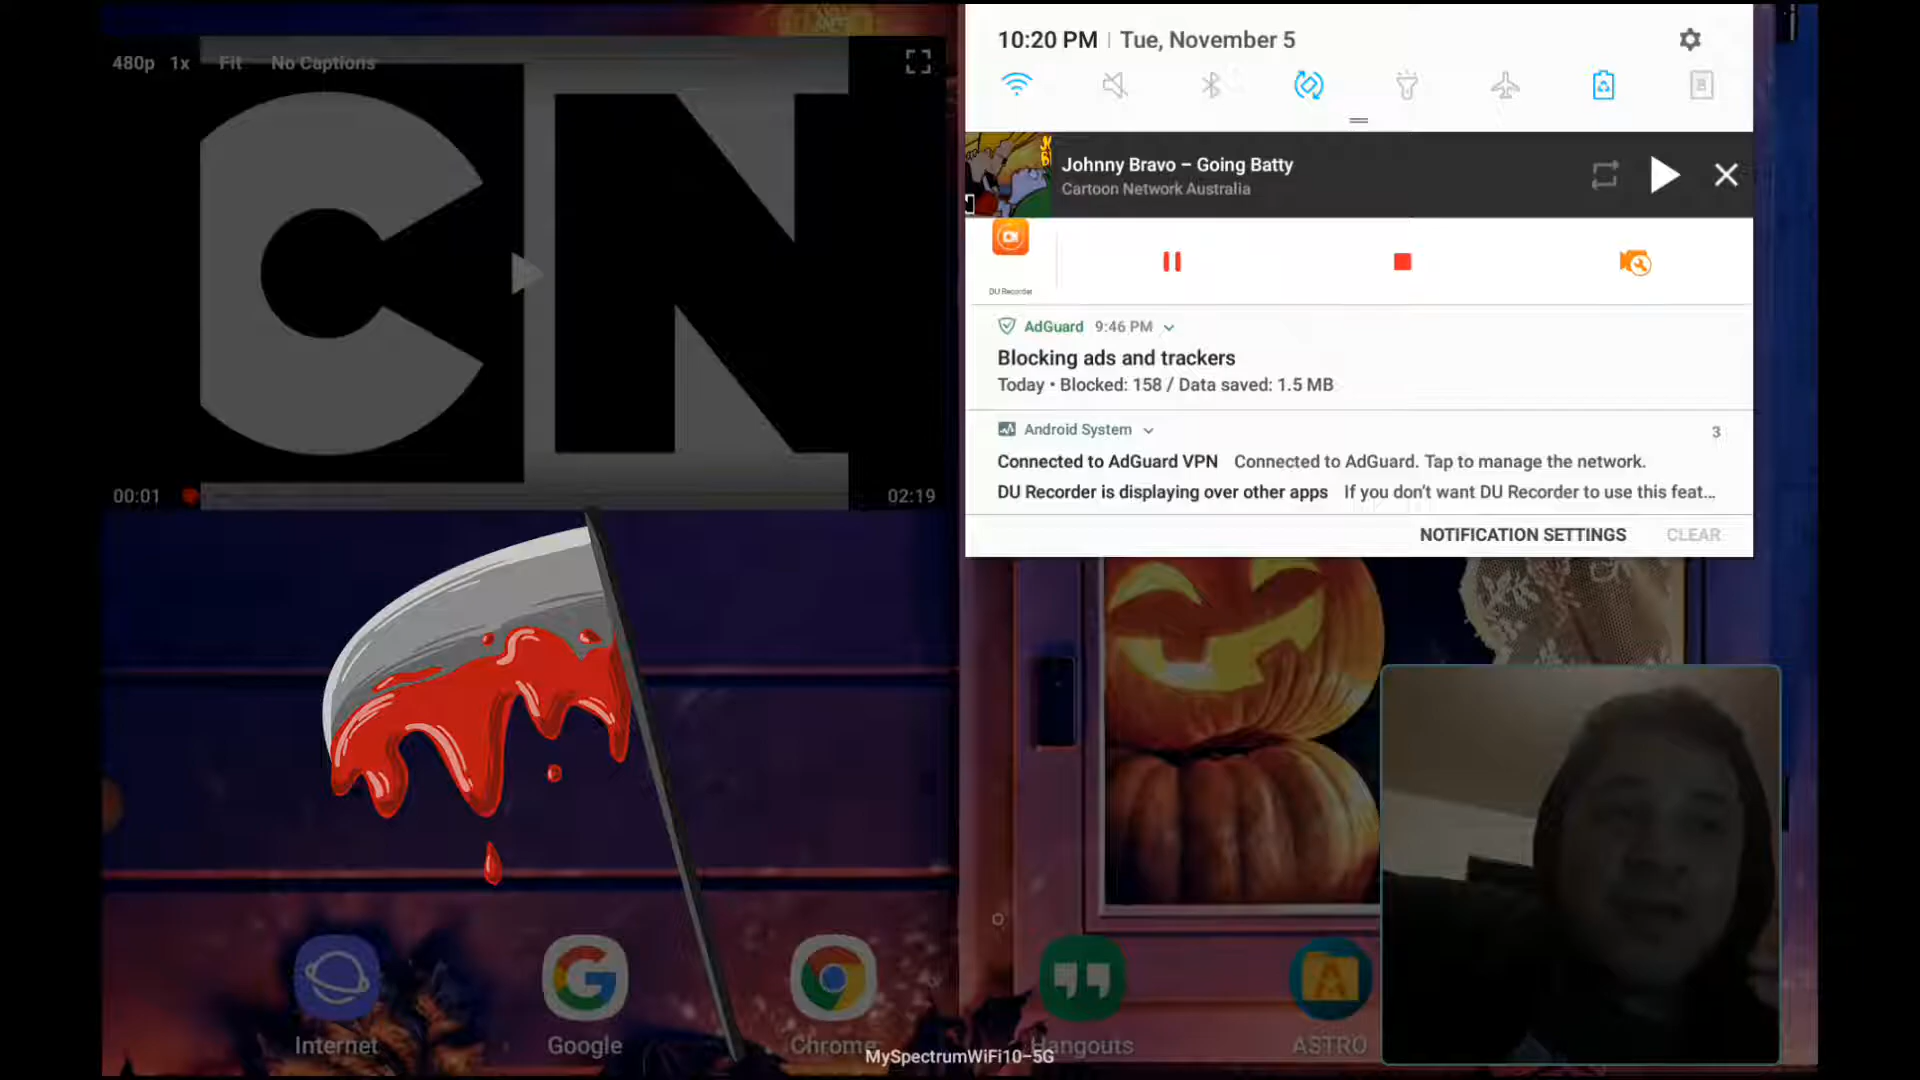 480p 1x Fit No Captions
CN
00:01
02:19
10:20 PM | Tue, November 5
Johnny Bravo – Going Batty
Cartoon Network Australia
DU Recorder
AdGuard 9:46 PM
Blocking ads and trackers
Today • Blocked: 158 / Data saved: 1.5 MB
Android System
3
Connected to AdGuard VPN Connected to AdGuard. Tap to manage the network.
DU Recorder is displaying over other apps If you don't want DU Recorder to use this feat...
NOTIFICATION SETTINGS CLEAR
Internet
Google
Chrome
Hangouts
ASTRO
MySpectrumWiFi10-5G